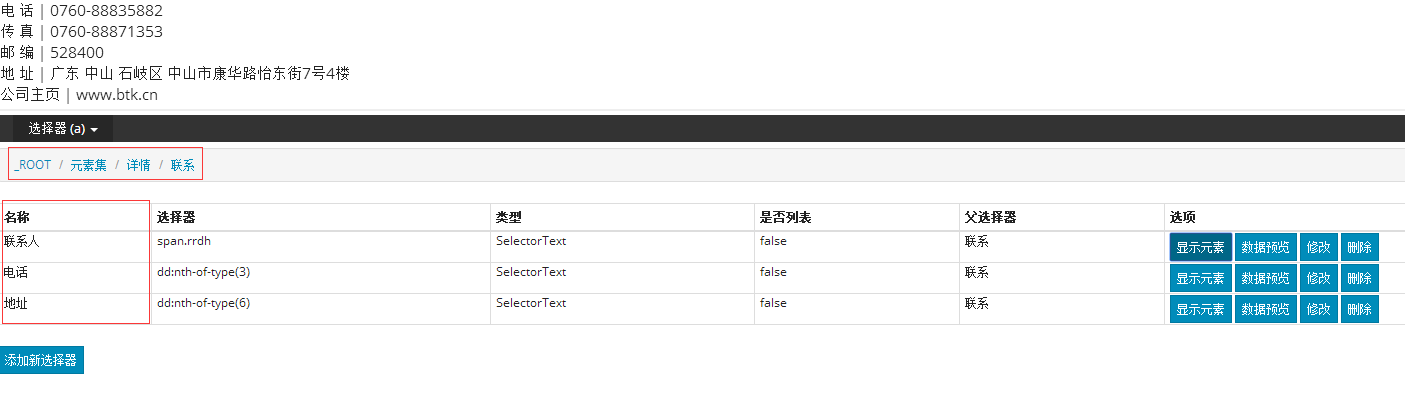 电 话 | 0760-88835882
传 真 | 0760-88871353
邮 编 | 528400
地 址 | 广东 中山 石岐区 中山市康华路怡东街7号4楼
公司主页 | www.btk.cn
选择器 (a)
_ROOT / 元素集 / 详情 / 联系
名称 选择器 类型 是否列表 父选择器 选项
联系人 span.rrdh SelectorText false 联系 显示元素 数据预览 修改 删除
电话 dd:nth-of-type(3) SelectorText false 联系 显示元素 数据预览 修改 删除
地址 dd:nth-of-type(6) SelectorText false 联系 显示元素 数据预览 修改 删除
添加新选择器